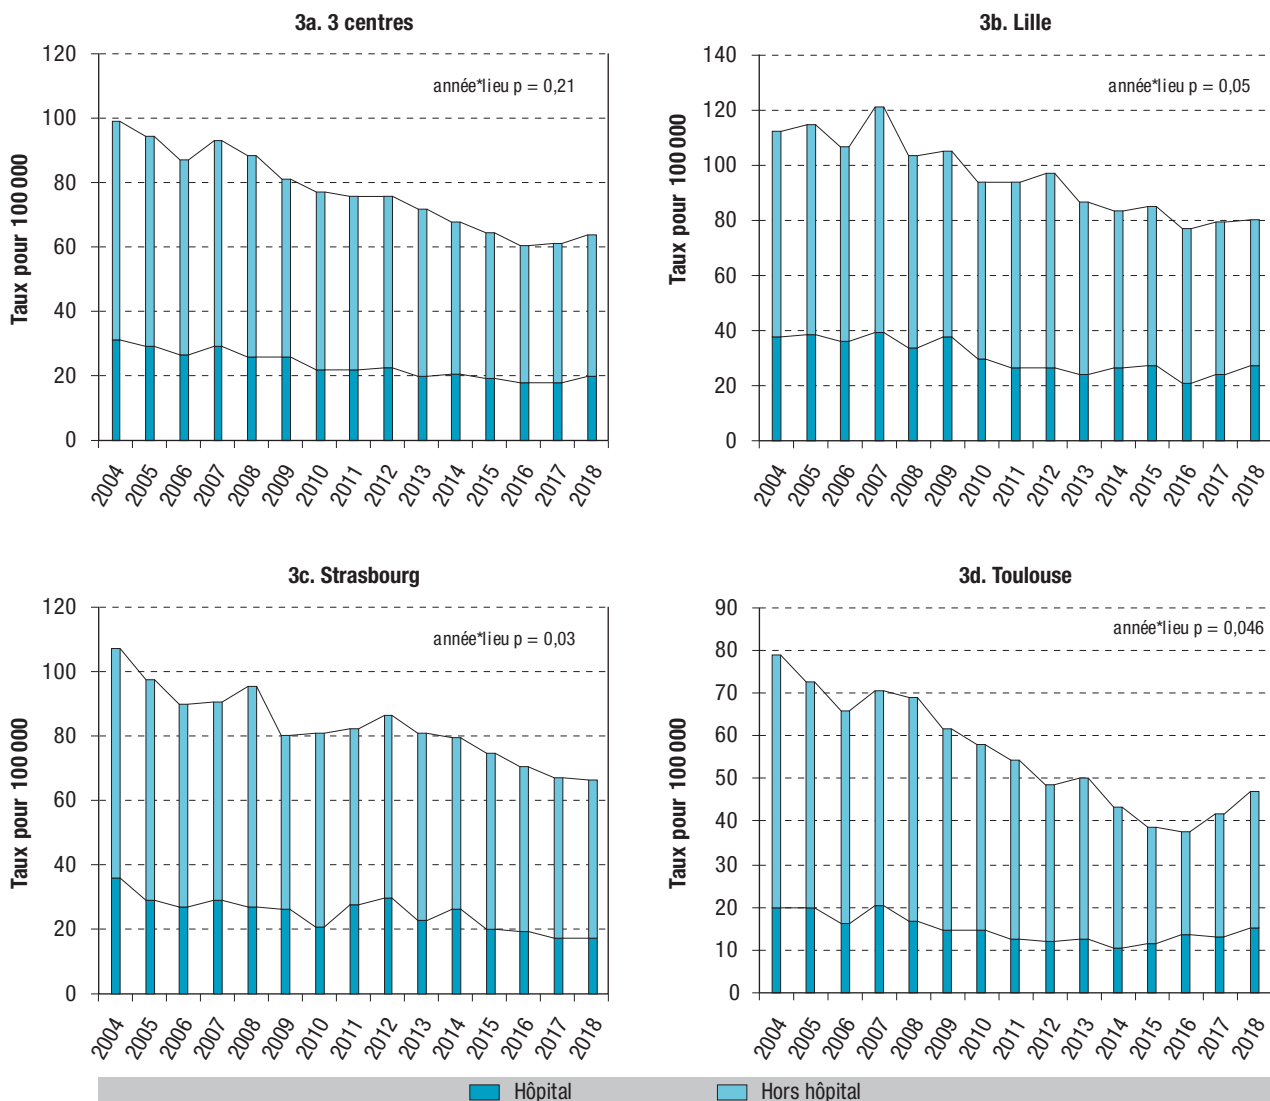 3a. 3 centres
Taux pour 100 000
120
100
80
60
40
20
0
année*lieu p = 0,21
2004 2005 2006 2007 2008 2009 2010 2011 2012 2013 2014 2015 2016 2017 2018
3b. Lille
Taux pour 100 000
140
120
100
80
60
40
20
0
année*lieu p = 0,05
2004 2005 2006 2007 2008 2009 2010 2011 2012 2013 2014 2015 2016 2017 2018
3c. Strasbourg
Taux pour 100 000
120
100
80
60
40
20
0
année*lieu p = 0,03
2004 2005 2006 2007 2008 2009 2010 2011 2012 2013 2014 2015 2016 2017 2018
3d. Toulouse
Taux pour 100 000
90
80
70
60
50
40
30
20
10
0
année*lieu p = 0,046
2004 2005 2006 2007 2008 2009 2010 2011 2012 2013 2014 2015 2016 2017 2018
Hôpital
Hors hôpital